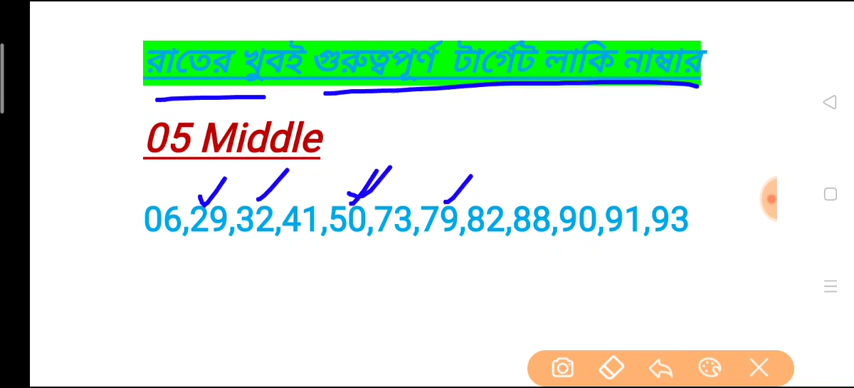 রাতের খুবই গুরুত্বপূর্ণ টার্গেট লাকি নাম্বার
05 Middle
06,29,32,41,50,73,79,82,88,90,91,93